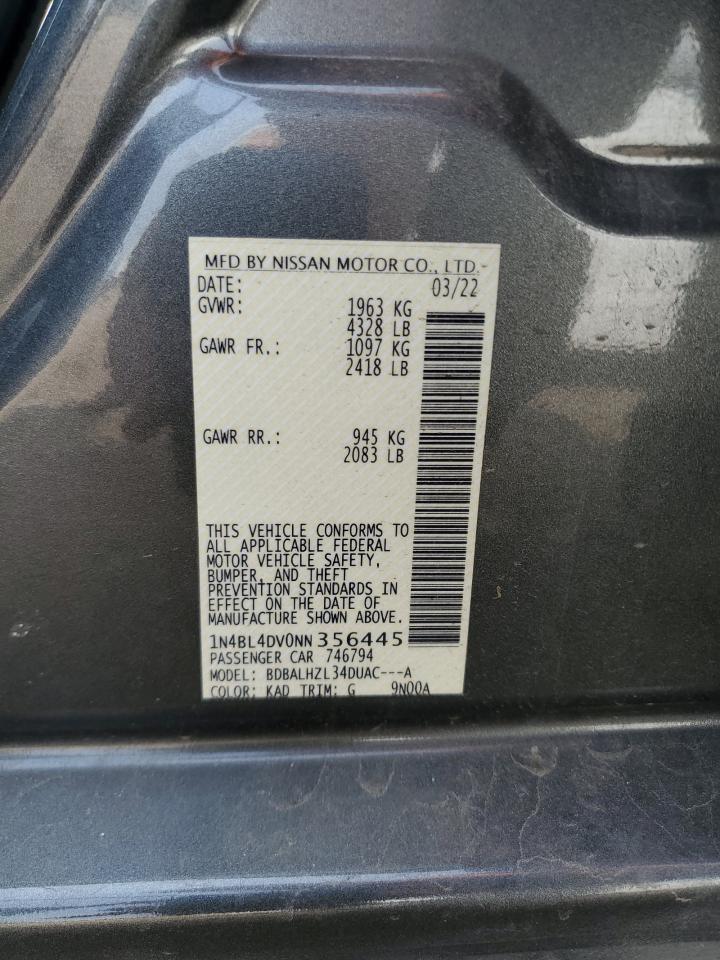 MFD BY NISSAN MOTOR CO., LTD.
DATE: 03/22
GVWR: 1963 KG
4328 LB
GAWR FR.: 1097 KG
2418 LB
GAWR RR.: 945 KG
2083 LB
THIS VEHICLE CONFORMS TO
ALL APPLICABLE FEDERAL
MOTOR VEHICLE SAFETY,
BUMPER, AND THEFT
PREVENTION STANDARDS IN
EFFECT ON THE DATE OF
MANUFACTURE SHOWN ABOVE.
1N4BL4DV0NN356445
PASSENGER CAR 746794
MODEL: BDBALHZL34DUAC---A
COLOR: KAD TRIM: G 9N00A